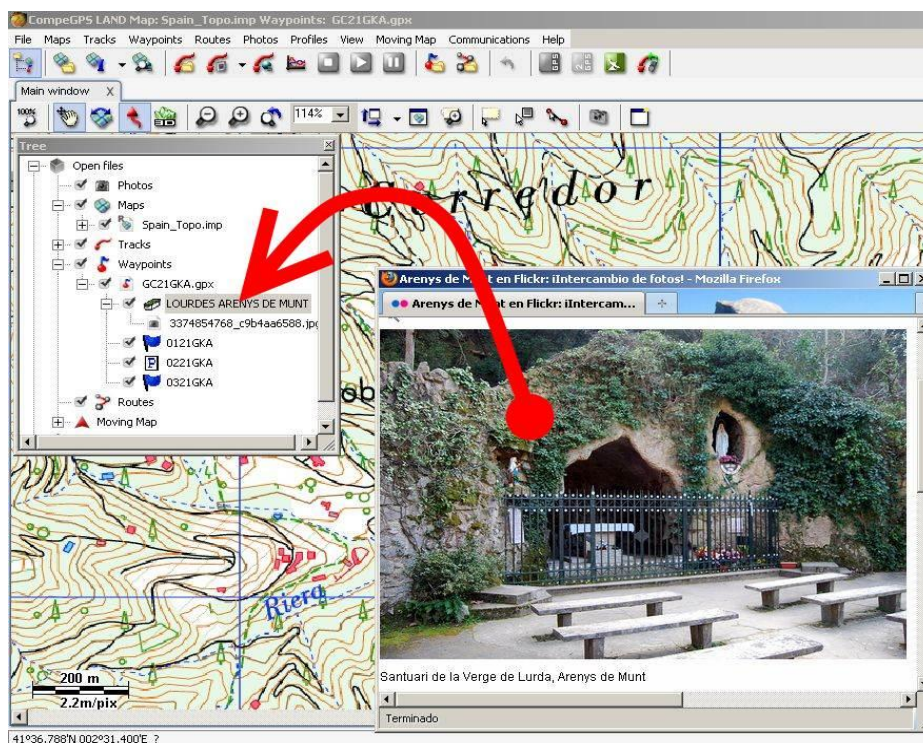 CompeGPS LAND Map: Spain_Topo.imp Waypoints: GC21GKA.gpx
File Maps Tracks Waypoints Routes Photos Profiles View Moving Map Communications Help
Main window X
100%
114%
Tree
Open files
Photos
Maps
Spain_Topo.imp
Tracks
Waypoints
GC21GKA.gpx
LOURDES ARENYS DE MUNT
3374854768_c9b4aa6588.jpg
0121GKA
P 0221GKA
0321GKA
Routes
Moving Map
Corredor
Arenys de Munt en Flickr: ¡Intercambio de fotos! - Mozilla Firefox
Arenys de Munt en Flickr: ¡Intercam...
Santuari de la Verge de Lurda, Arenys de Munt
Terminado
Riera
200 m
2.2m/pix
41º36.788'N 002º31.400'E ?